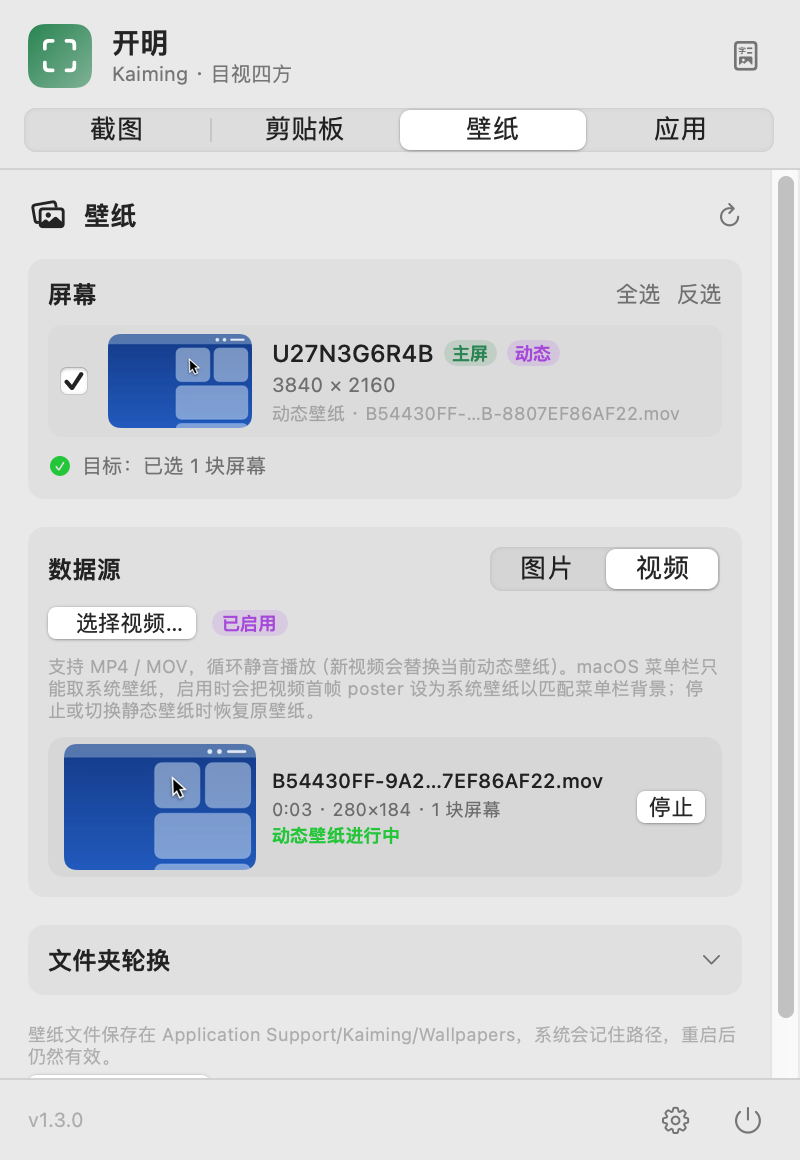 开明
Kaiming · 目视四方
截图
剪贴板
壁纸
应用
壁纸
屏幕
全选 反选
U27N3G6R4B 主屏 动态
3840 × 2160
动态壁纸 · B54430FF-...B-8807EF86AF22.mov
目标：已选 1 块屏幕
数据源
图片 视频
选择视频... 已启用
支持 MP4 / MOV，循环静音播放 (新视频会替换当前动态壁纸)。macOS 菜单栏只
能取系统壁纸，启用时会把视频首帧 poster 设为系统壁纸以匹配菜单栏背景；停
止或切换静态壁纸时恢复原壁纸。
B54430FF-9A2...7EF86AF22.mov
0:03 · 280×184 · 1 块屏幕
动态壁纸进行中
停止
文件夹轮换
壁纸文件保存在 Application Support/Kaiming/Wallpapers，系统会记住路径，重启后
仍然有效。
v1.3.0